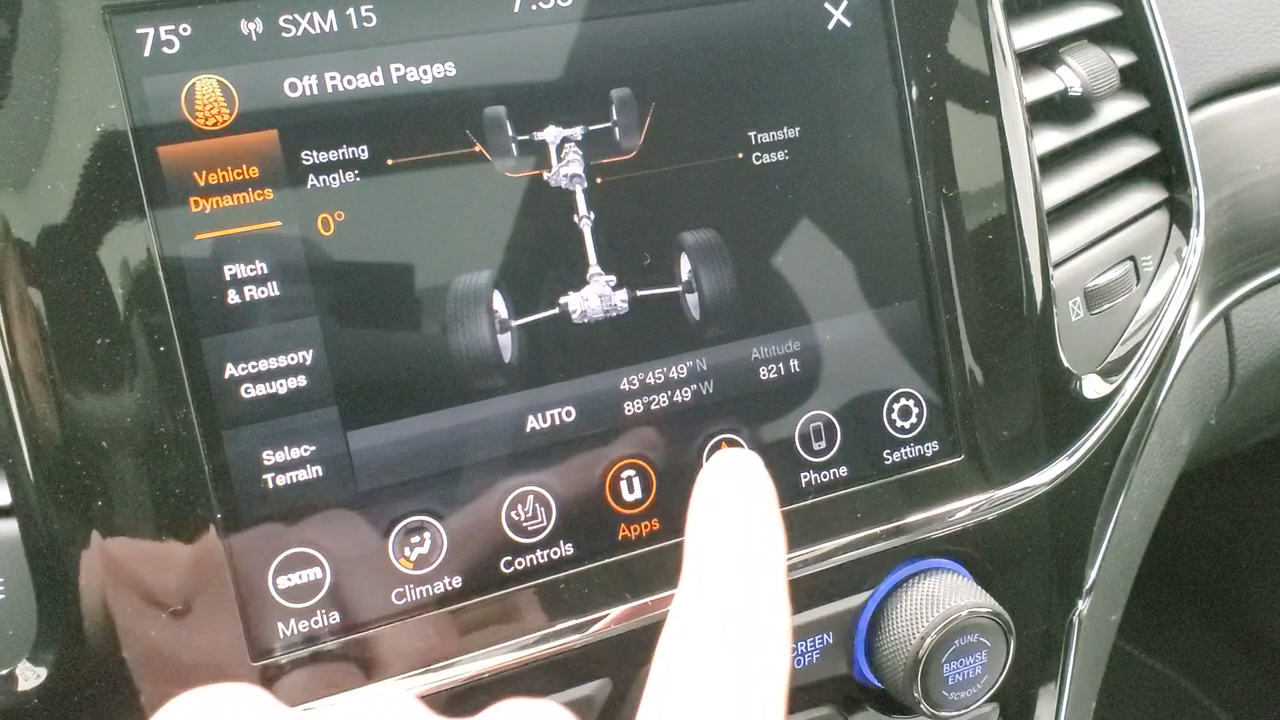 75° SXM 15
Off Road Pages
Vehicle
Dynamics
Steering
Angle:
0°
Transfer
Case:
Pitch
& Roll
Accessory
Gauges
Selec-
Terrain
AUTO
43°45'49" N
88°28'49" W
Altitude
821 ft
sxm
Media
Climate
Controls
ū
Apps
Phone
Settings
OFF
TUNE
BROWSE
ENTER
SCROLL